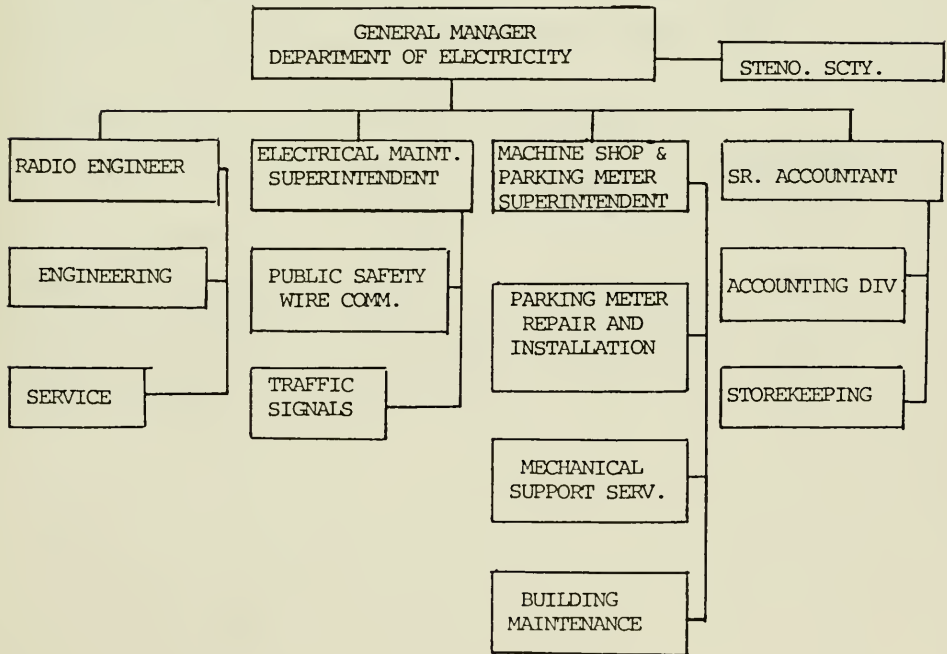 GENERAL MANAGER
DEPARTMENT OF ELECTRICITY
STENO. SCTY.
RADIO ENGINEER
ELECTRICAL MAINT.
SUPERINTENDENT
MACHINE SHOP &
PARKING METER
SUPERINTENDENT
SR. ACCOUNTANT
ENGINEERING
PUBLIC SAFETY
WIRE COMM.
PARKING METER
REPAIR AND
INSTALLATION
ACCOUNTING DIV.
SERVICE
TRAFFIC
SIGNALS
STOREKEEPING
MECHANICAL
SUPPORT SERV.
BUILDING
MAINTENANCE